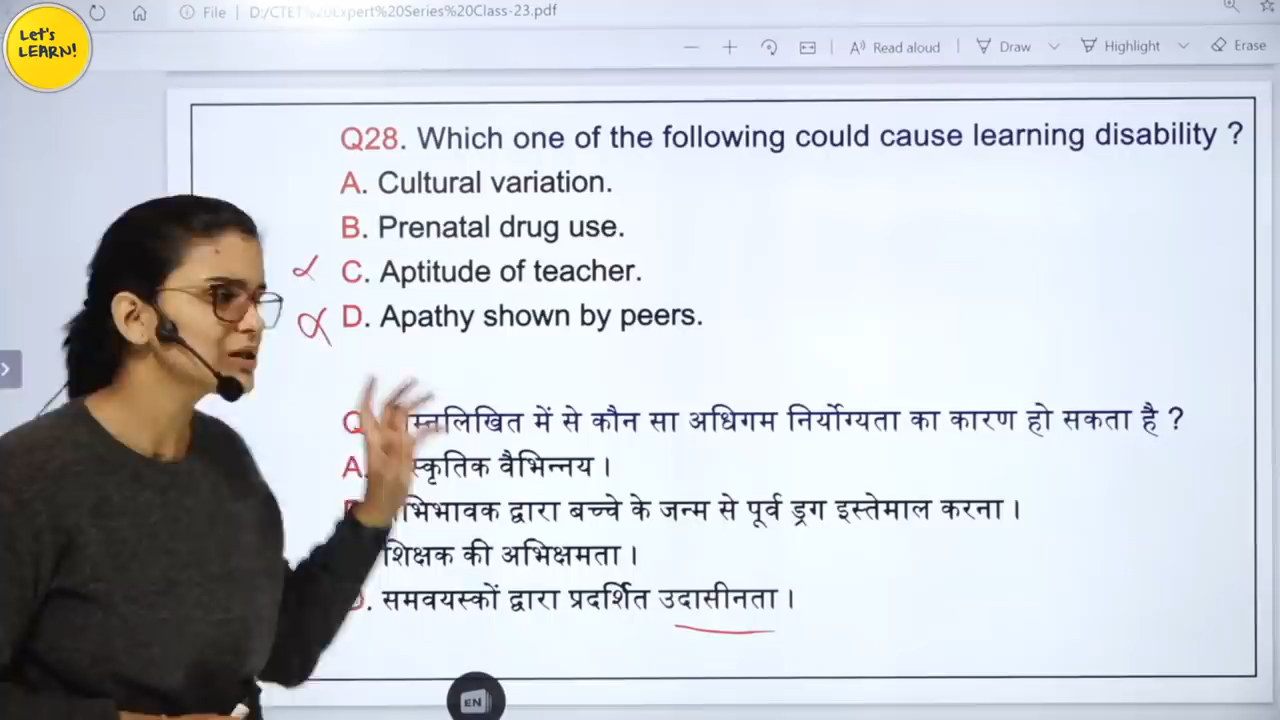 Let's
LEARN!
File D:/CTET%20Expert%20Series%20Class-23.pdf
Read aloud Draw Highlight Erase
Q28. Which one of the following could cause learning disability ?
A. Cultural variation.
B. Prenatal drug use.
C. Aptitude of teacher.
D. Apathy shown by peers.
में से कौन सा अधिगम निर्योग्यता का कारण हो सकता है ?
A. वैभिन्नय ।
द्वारा बच्चे के जन्म से पूर्व ड्रग इस्तेमाल करना ।
शिक्षक की अभिक्षमता ।
समवयस्कों द्वारा प्रदर्शित उदासीनता ।
EN